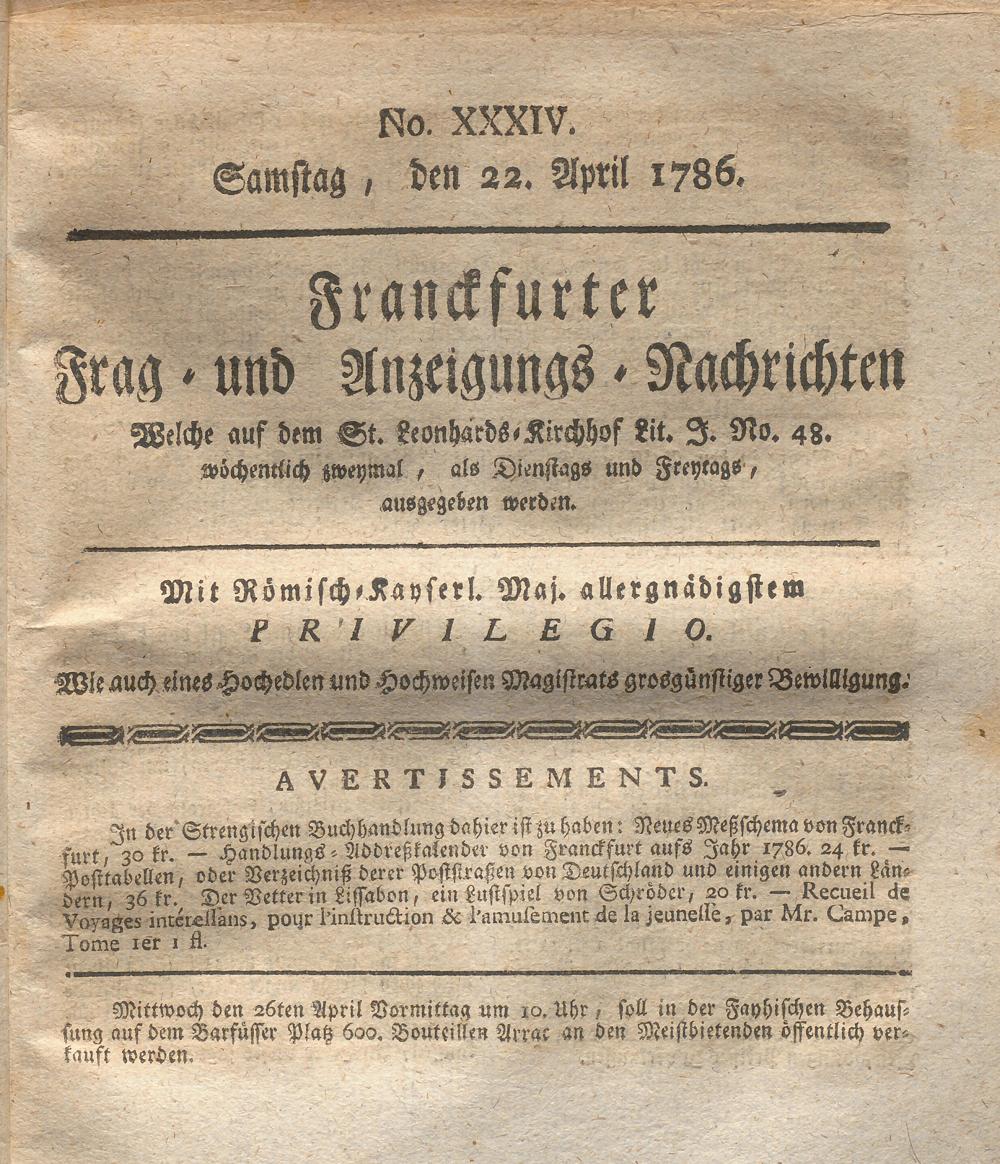 No. XXXIV.
Samstag, den 22. April 1786.
Franckfurter
Frag- und Anzeigungs-Nachrichten
Welche auf dem St. Leonhards-Kirchhof Lit. J. No. 48.
wöchentlich zweymal, als Dienstags und Freytags,
ausgegeben werden.
Mit Römisch-Kayserl. Maj. allergnädigstem
PRIVILEGIO.
Wie auch eines Hochedlen und Hochweisen Magistrats grosgünstiger Bewilligung.
AVERTISSEMENTS.
In der Strengischen Buchhandlung dahier ist zu haben: Neues Meßschema von Franck-
furt, 30 kr. — Handlungs-Addreßkalender von Franckfurt aufs Jahr 1786. 24 kr. —
Posttabellen, oder Verzeichniß derer Poststraßen von Deutschland und einigen andern Län-
dern, 36 kr. Der Vetter in Lissabon, ein Lustspiel von Schröder, 20 kr. — Recueil de
Voyages intéressans, pour l'instruction & l'amusement de la jeunesse, par Mr. Campe,
Tome 1er 1 fl.
Mittwoch den 26ten April Vormittag um 10. Uhr, soll in der Fayhischen Behaus-
sung auf dem Barfüsser Platz 600. Bouteillen Arrac an den Meistbietenden öffentlich ver-
kauft werden.